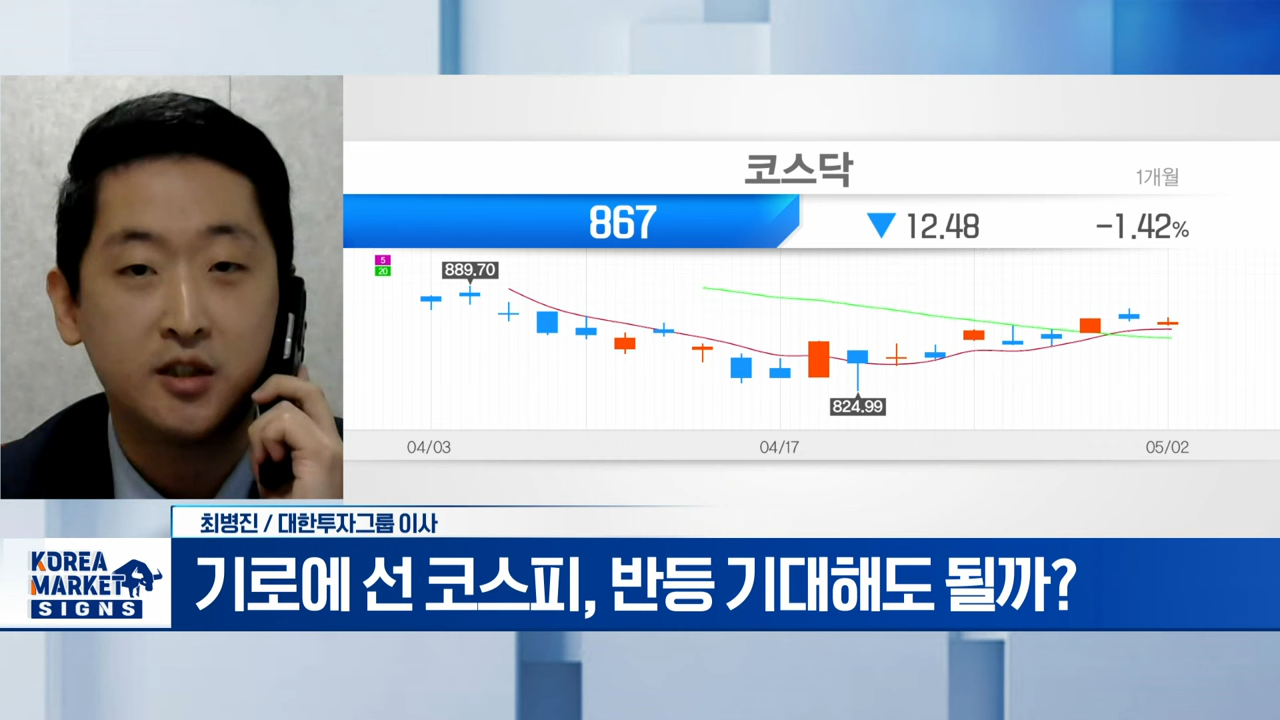 코스닥
1개월
867
▼ 12.48
-1.42%
5
20
889.70
824.99
04/03
04/17
05/02
최병진 / 대한투자그룹 이사
KOREA
MARKET
SIGNS
기로에 선 코스피, 반등 기대해도 될까?